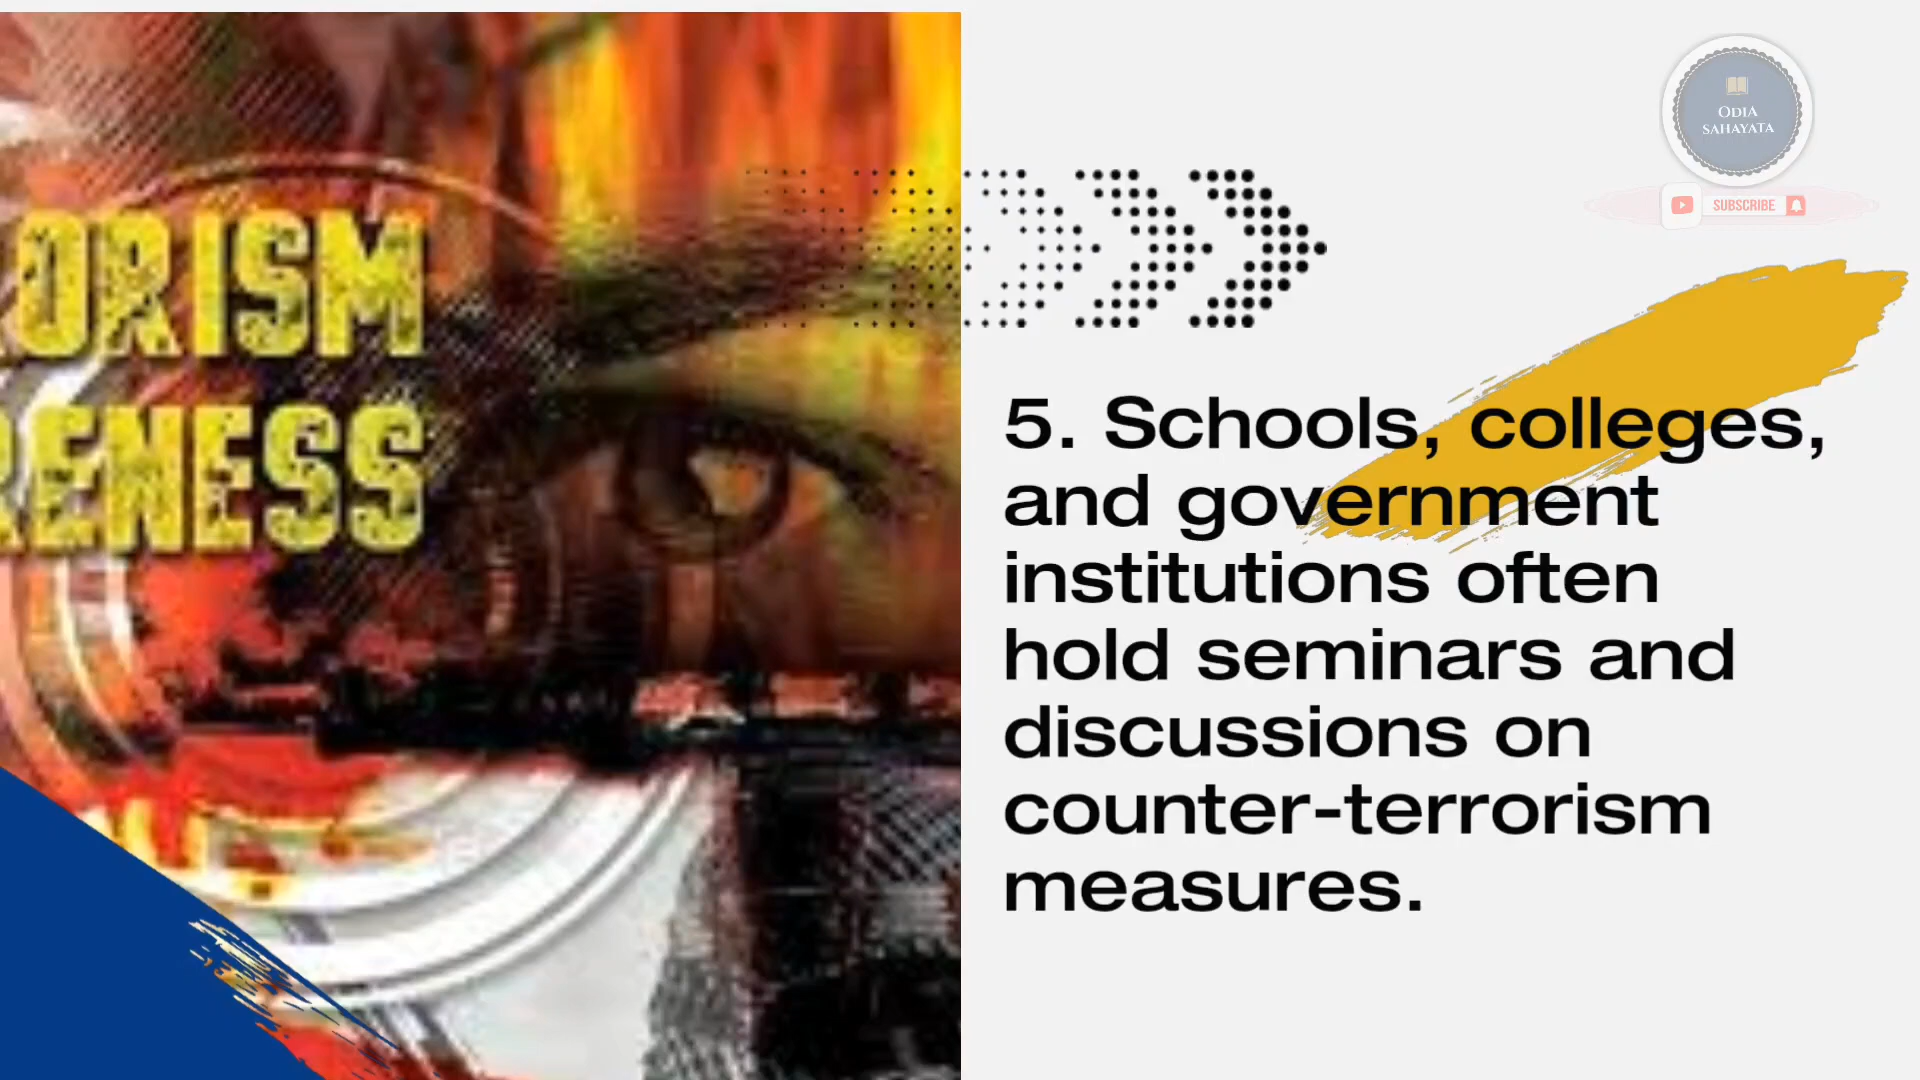 ORISM
RENESS
ODIA
SAHAYATA
SUBSCRIBE
5. Schools, colleges,
and government
institutions often
hold seminars and
discussions on
counter-terrorism
measures.